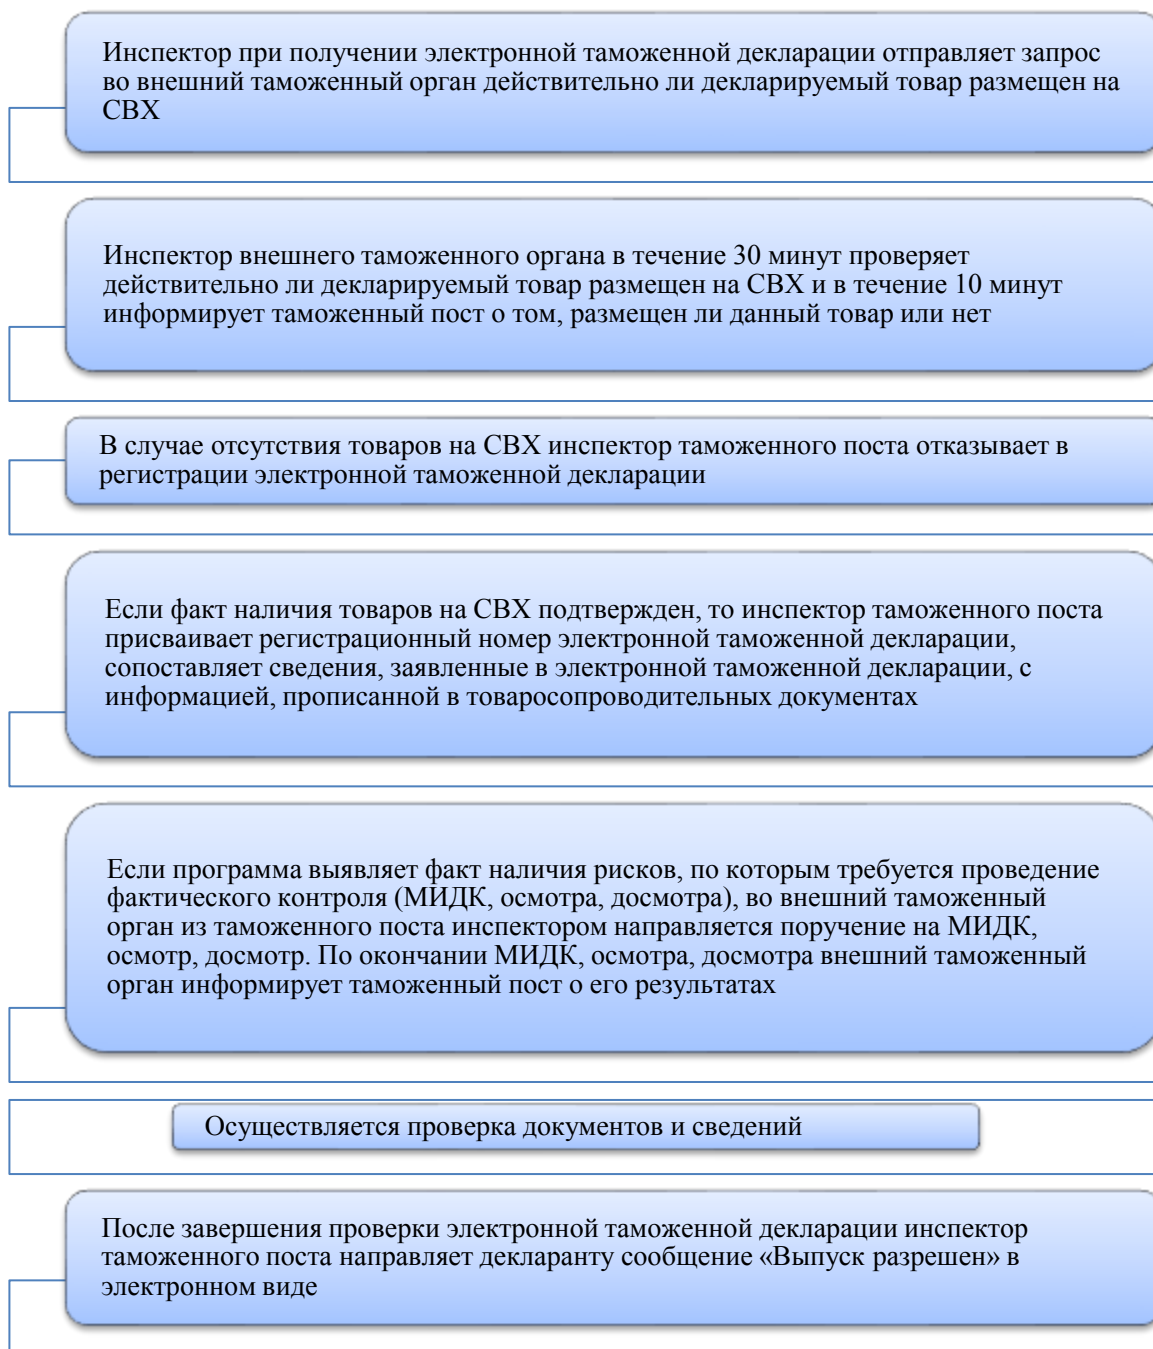 Инспектор при получении электронной таможенной декларации отправляет запрос
во внешний таможенный орган действительно ли декларируемый товар размещен на
СВХ
Инспектор внешнего таможенного органа в течение 30 минут проверяет
действительно ли декларируемый товар размещен на СВХ и в течение 10 минут
информирует таможенный пост о том, размещен ли данный товар или нет
В случае отсутствия товаров на СВХ инспектор таможенного поста отказывает в
регистрации электронной таможенной декларации
Если факт наличия товаров на СВХ подтвержден, то инспектор таможенного поста
присваивает регистрационный номер электронной таможенной декларации,
сопоставляет сведения, заявленные в электронной таможенной декларации, с
информацией, прописанной в товаросопроводительных документах
Если программа выявляет факт наличия рисков, по которым требуется проведение
фактического контроля (МИДК, осмотра, досмотра), во внешний таможенный
орган из таможенного поста инспектором направляется поручение на МИДК,
осмотр, досмотр. По окончании МИДК, осмотра, досмотра внешний таможенный
орган информирует таможенный пост о его результатах
Осуществляется проверка документов и сведений
После завершения проверки электронной таможенной декларации инспектор
таможенного поста направляет декларанту сообщение «Выпуск разрешен» в
электронном виде